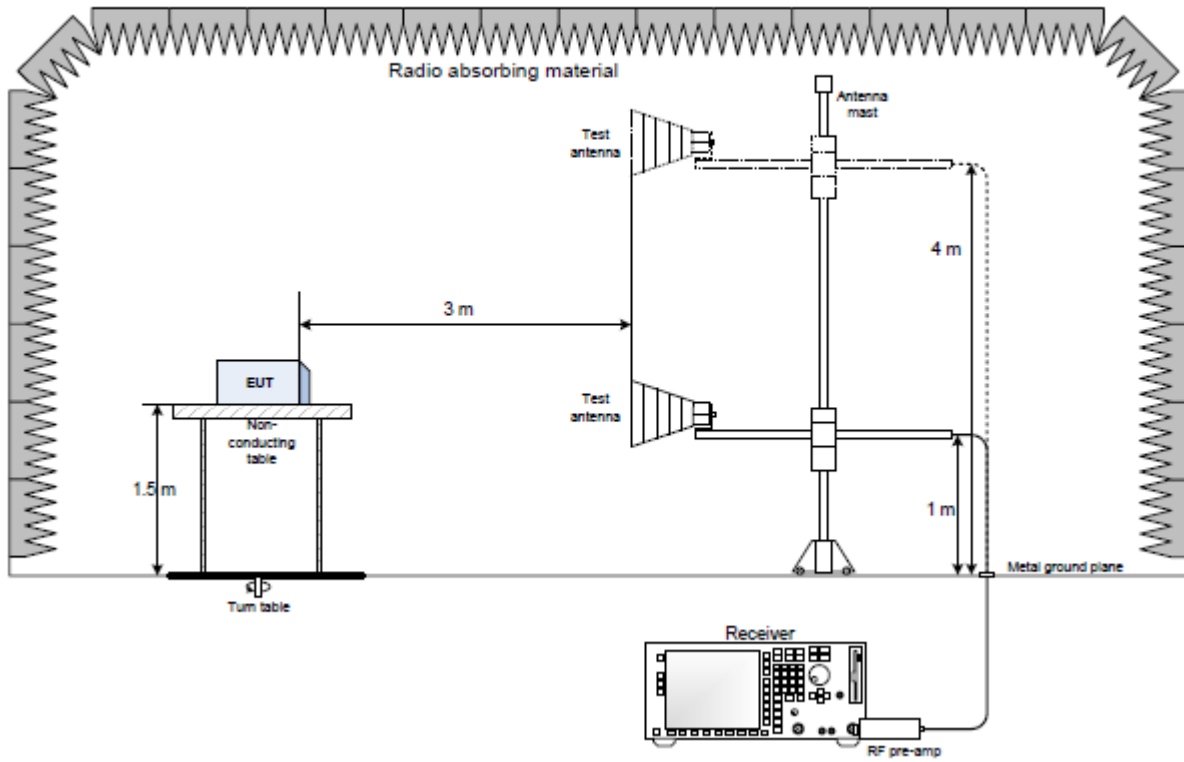 Radio absorbing material
Antenna
mast
Test
antenna
4 m
3 m
EUT
Test
antenna
Non-
conducting
table
1.5 m
1 m
Metal ground plane
Turn table
Receiver
RF pre-amp